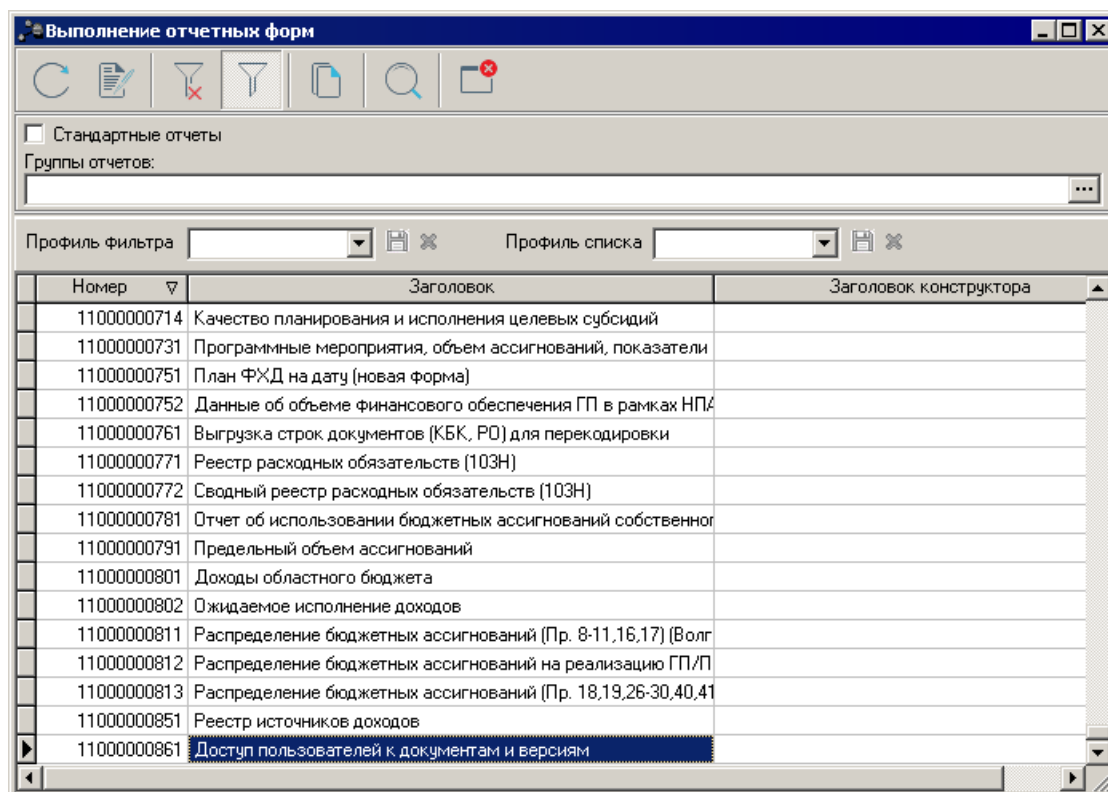 Выполнение отчетных форм
Стандартные отчеты
Группы отчетов:
Профиль фильтра Профиль списка
Номер Заголовок Заголовок конструктора
11000000714 Качество планирования и исполнения целевых субсидий
11000000731 Программные мероприятия, объем ассигнований, показатели
11000000751 План ФХД на дату (новая форма)
11000000752 Данные об объеме финансового обеспечения ГП в рамках НПА
11000000761 Выгрузка строк документов (КБК, РО) для перекодировки
11000000771 Реестр расходных обязательств (103Н)
11000000772 Сводный реестр расходных обязательств (103Н)
11000000781 Отчет об использовании бюджетных ассигнований собственног
11000000791 Предельный объем ассигнований
11000000801 Доходы областного бюджета
11000000802 Ожидаемое исполнение доходов
11000000811 Распределение бюджетных ассигнований (Пр. 8-11,16,17) (Волг
11000000812 Распределение бюджетных ассигнований на реализацию ГП/П
11000000813 Распределение бюджетных ассигнований (Пр. 18,19,26-30,40,41
11000000851 Реестр источников доходов
11000000861 Доступ пользователей к документам и версиям